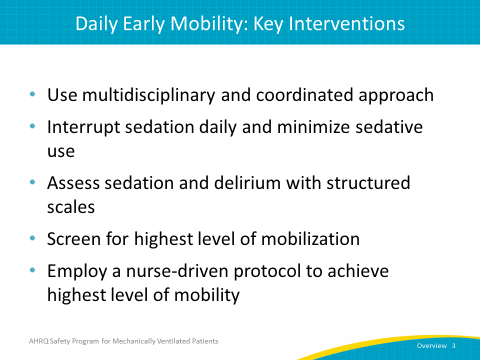 Daily Early Mobility: Key Interventions
• Use multidisciplinary and coordinated approach
• Interrupt sedation daily and minimize sedative
use
• Assess sedation and delirium with structured
scales
• Screen for highest level of mobilization
• Employ a nurse-driven protocol to achieve
highest level of mobility
AHRQ Safety Program for Mechanically Ventilated Patients
Overview 3